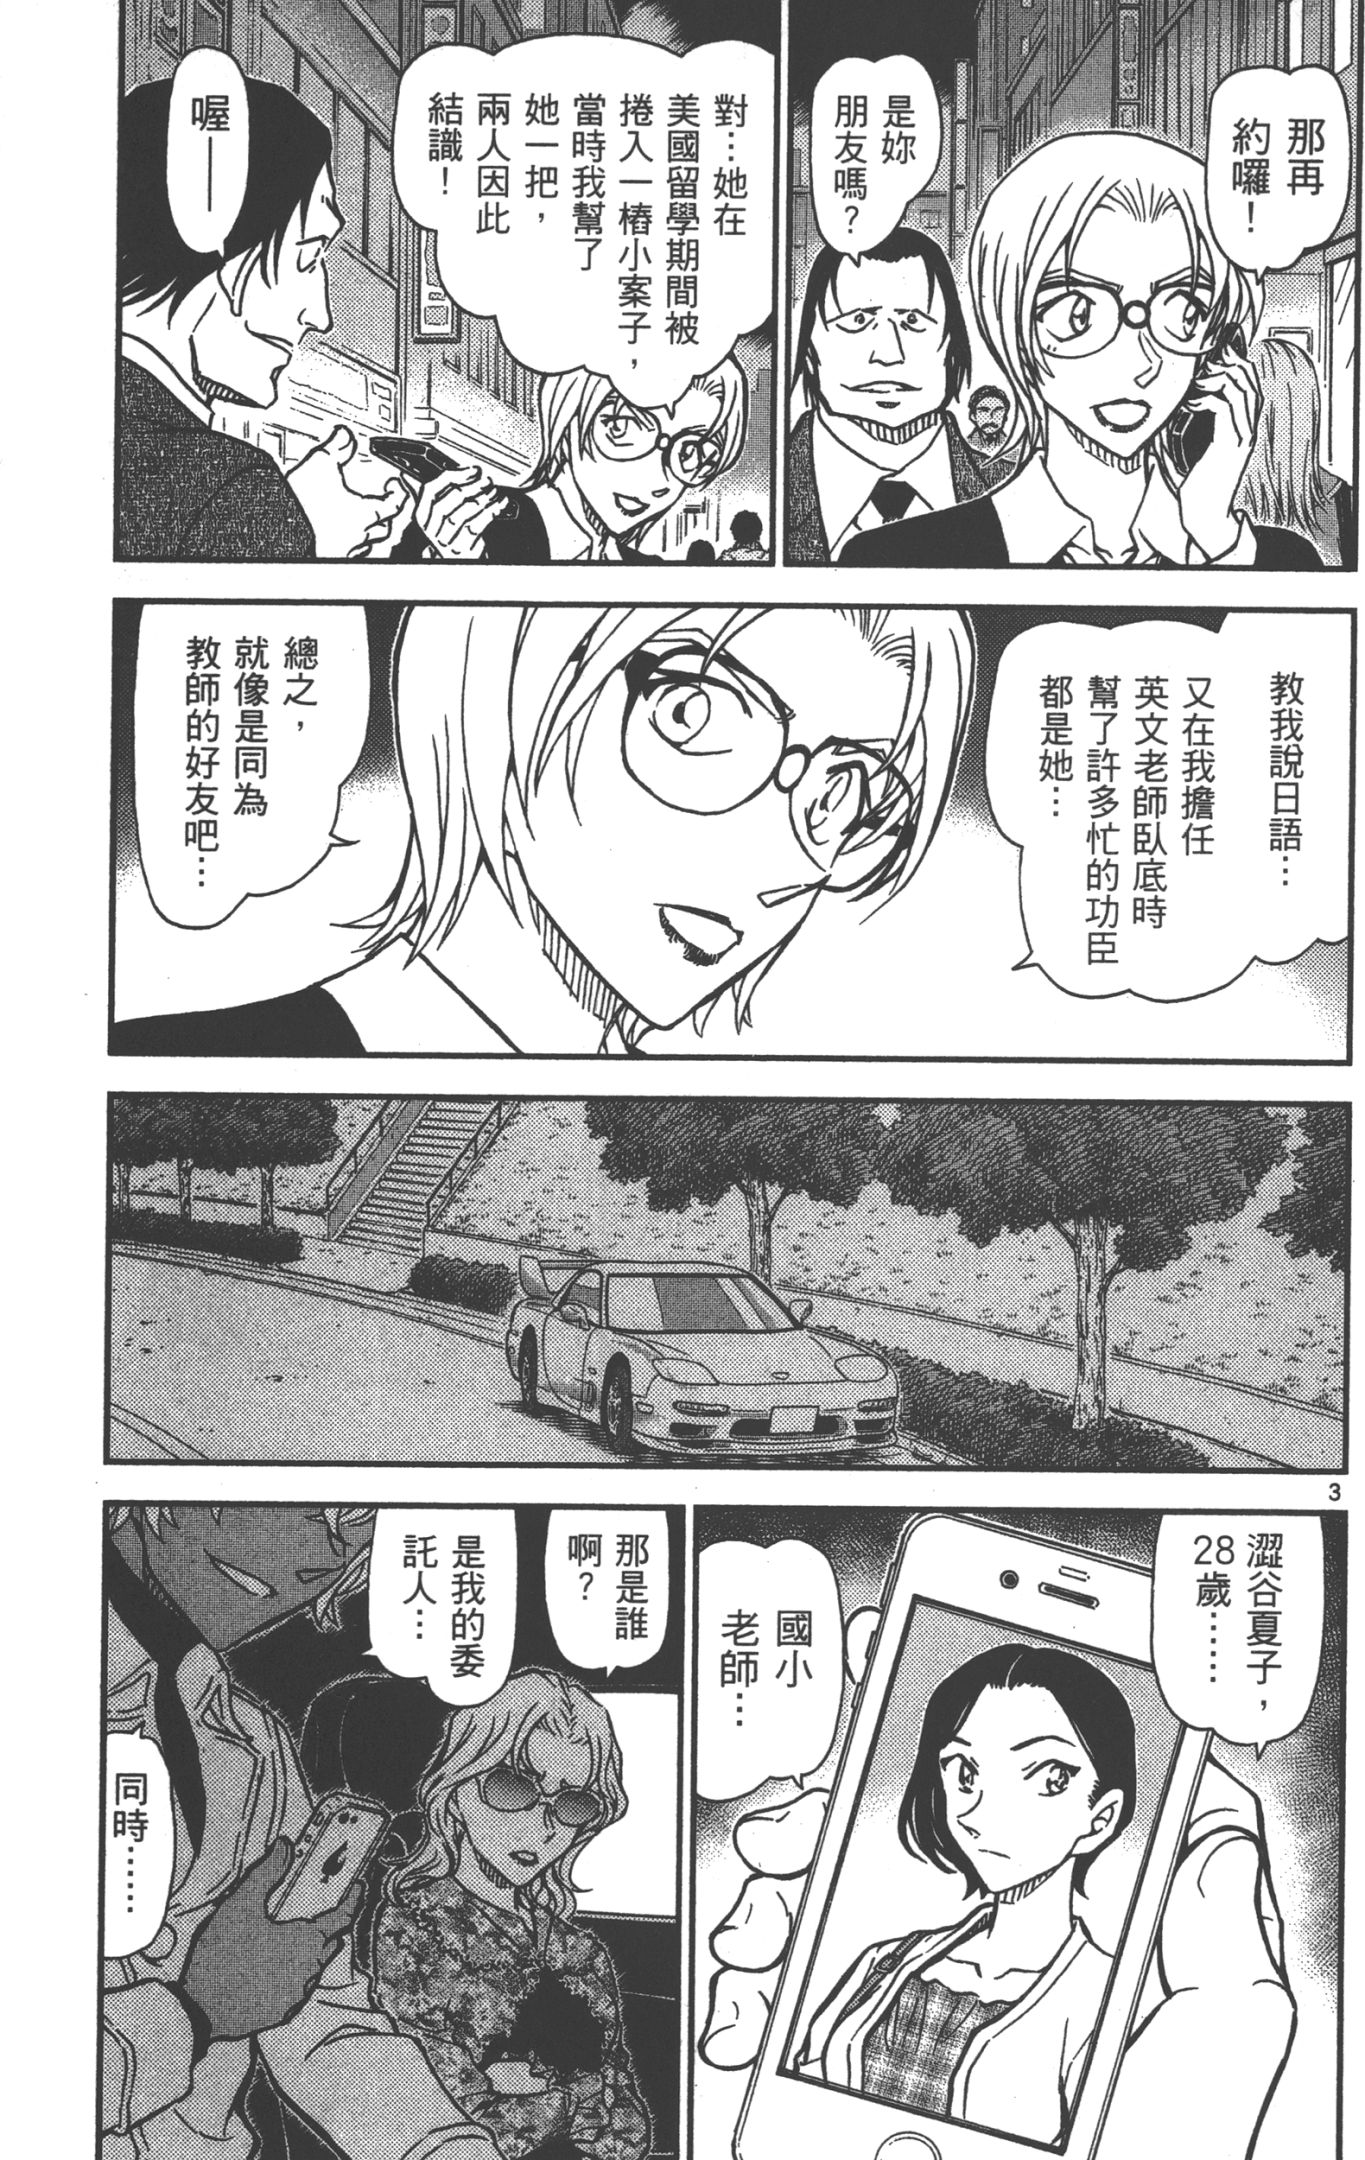 那再
約囉！
是妳
朋友嗎？
對…她在
美國留學期間被
捲入一樁小案子，
當時我幫了
她一把，
兩人因此
結識！
喔——
教我說日語…
又在我擔任
英文老師臥底時
幫了許多忙的功臣
都是她…
總之，
就像是同為
教師的好友吧…
3
澀谷夏子，
28歲……
國小
老師…
那是誰
啊？
是我的委
託人…
同時……